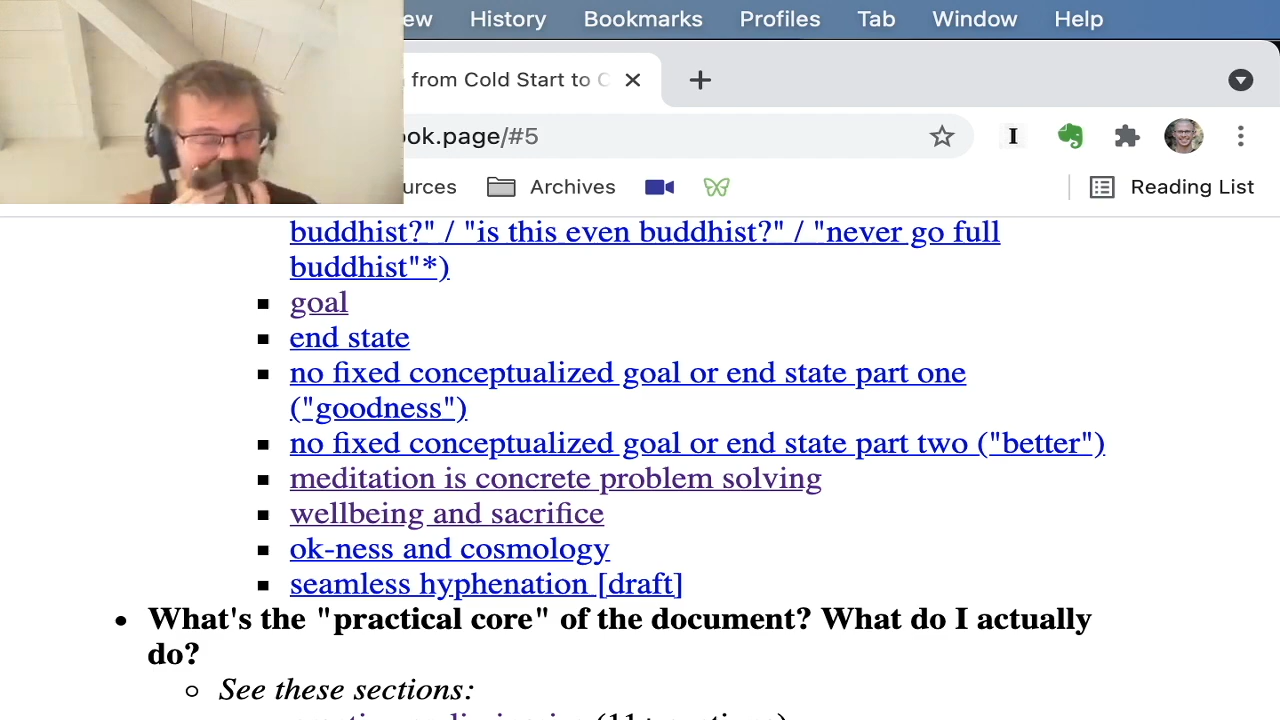 ew History Bookmarks Profiles Tab Window Help
from Cold Start to C
ook.page/#5
urces Archives Reading List
buddhist?" / "is this even buddhist?" / "never go full
buddhist"*)
goal
end state
no fixed conceptualized goal or end state part one
("goodness")
no fixed conceptualized goal or end state part two ("better")
meditation is concrete problem solving
wellbeing and sacrifice
ok-ness and cosmology
seamless hyphenation [draft]
What's the "practical core" of the document? What do I actually
do?
See these sections: